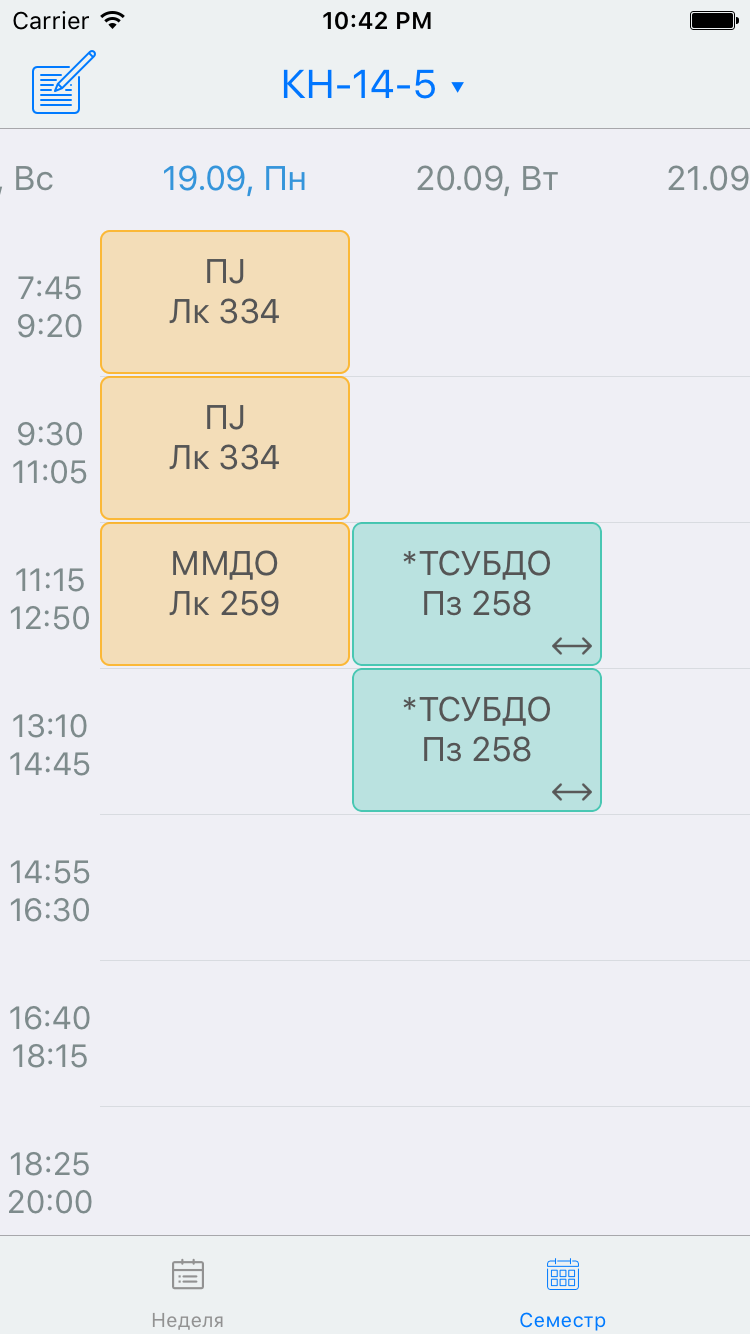 Carrier 10:42 PM
КН-14-5 ▼
, Вс 19.09, Пн 20.09, Вт 21.09
7:45
9:20
ПJ
Лк 334
9:30
11:05
ПJ
Лк 334
11:15
12:50
ММДО
Лк 259
*ТСУБДО
Пз 258
13:10
14:45
*ТСУБДО
Пз 258
14:55
16:30
16:40
18:15
18:25
20:00
Неделя Семестр